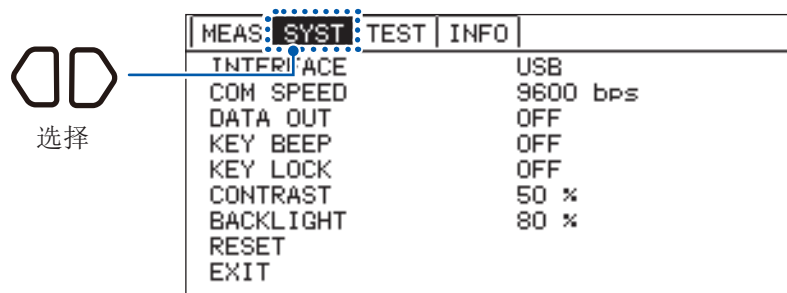 MEAS SYST TEST INFO
INTERFACE USB
COM SPEED 9600 bps
DATA OUT OFF
KEY BEEP OFF
KEY LOCK OFF
CONTRAST 50 %
BACKLIGHT 80 %
RESET
EXIT
选择